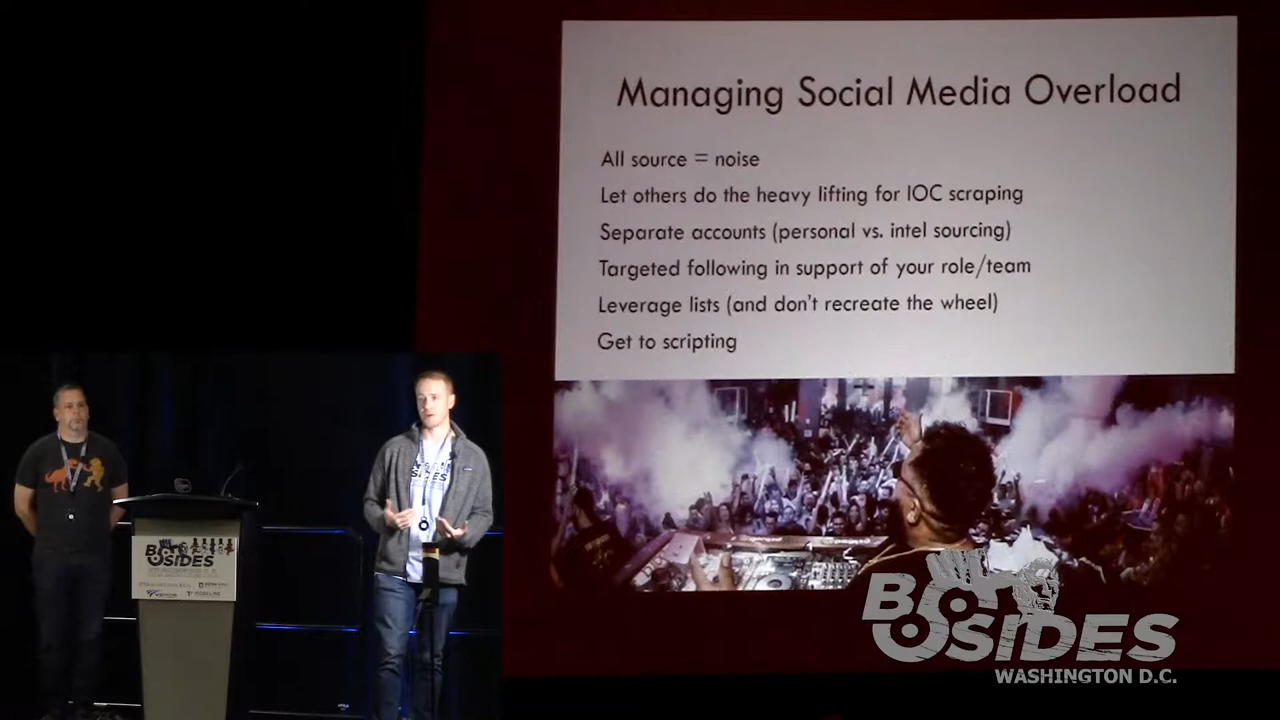 Managing Social Media Overload
All source = noise
Let others do the heavy lifting for IOC scraping
Separate accounts (personal vs. intel sourcing)
Targeted following in support of your role/team
Leverage lists (and don't recreate the wheel)
Get to scripting
SIDES
BSIDES
BSIDES
WASHINGTON D.C.